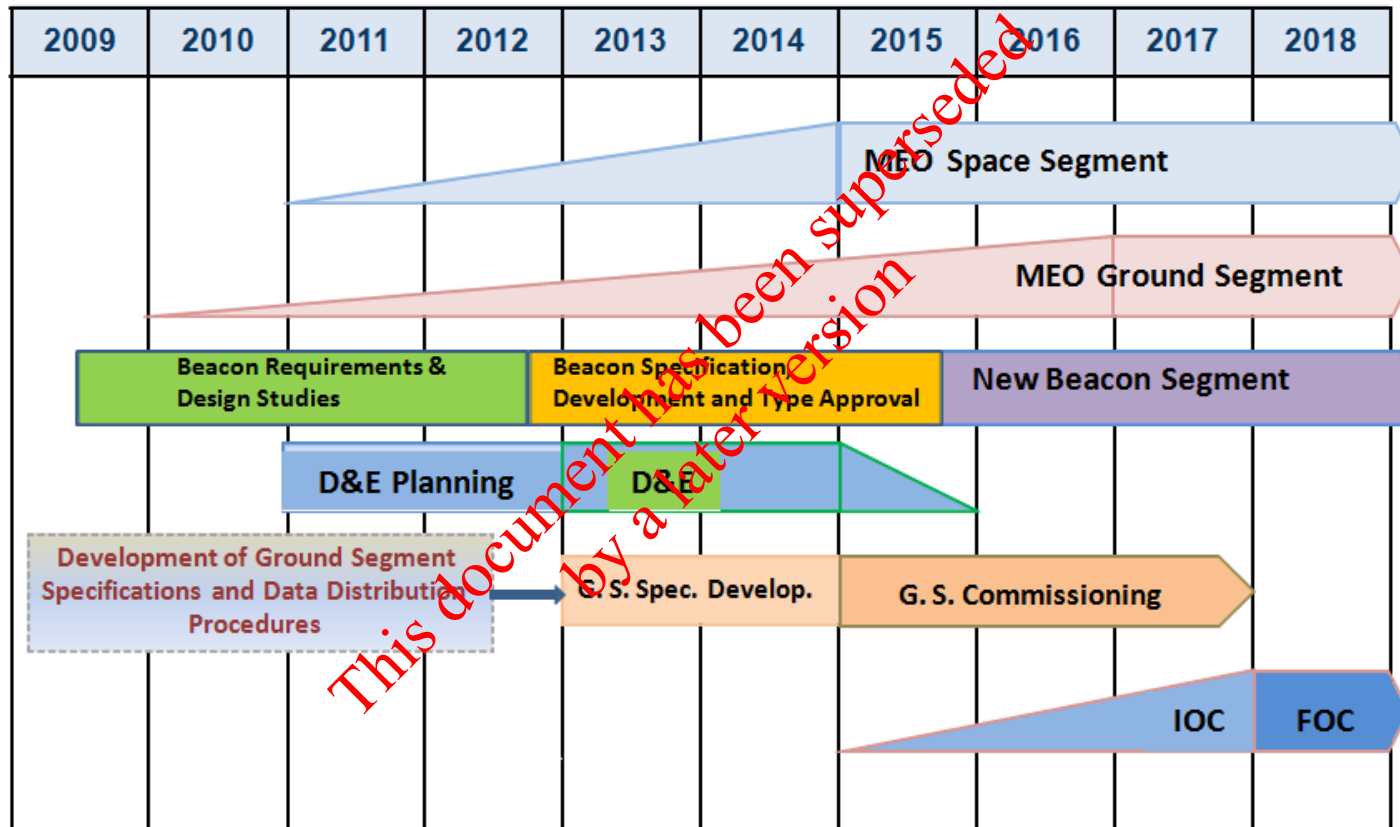 2009 2010 2011 2012 2013 2014 2015 2016 2017 2018
MEO Space Segment
MEO Ground Segment
Beacon Requirements &
Design Studies
Beacon Specification,
Development and Type Approval
New Beacon Segment
D&E Planning
D&E
Development of Ground Segment
Specifications and Data Distribution
Procedures
G. S. Spec. Develop.
G. S. Commissioning
IOC
FOC
This document has been superseded
by a later version